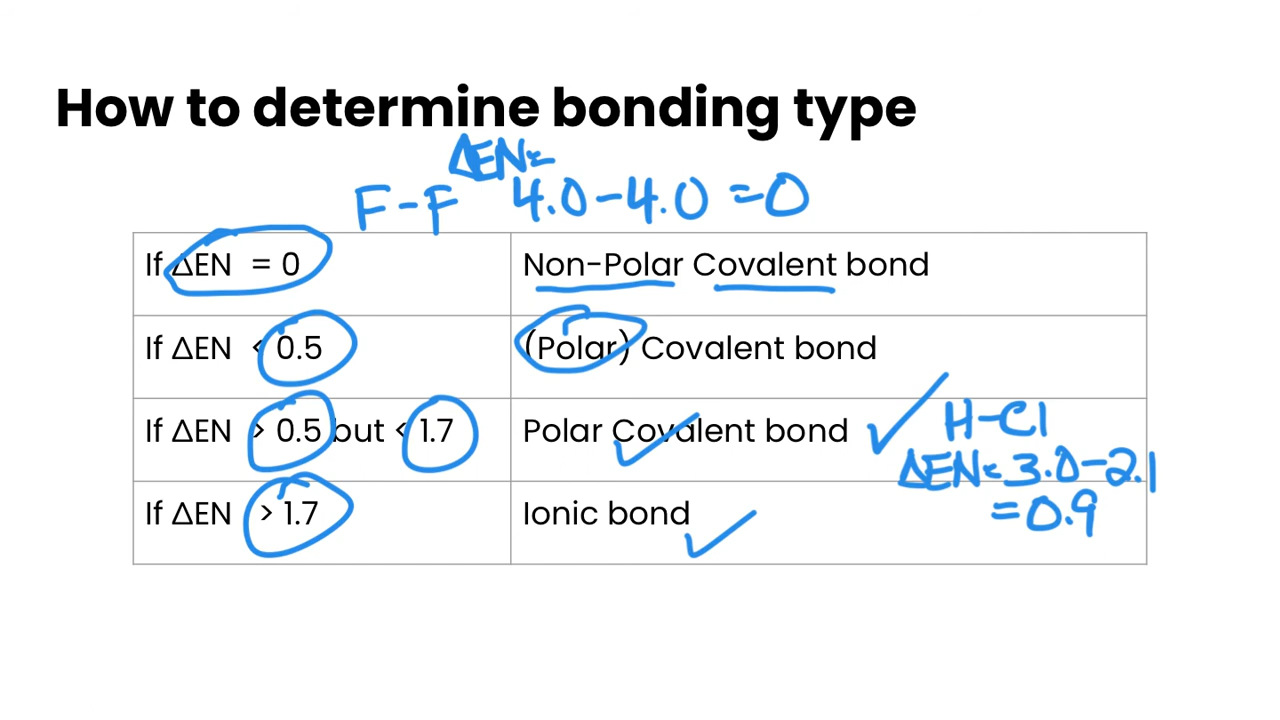 How to determine bonding type
ΔEN=
F-F 4.0-4.0 =0
If ΔEN = 0 Non-Polar Covalent bond
If ΔEN < 0.5 (Polar) Covalent bond
If ΔEN > 0.5 but < 1.7 Polar Covalent bond
H-Cl
ΔEN= 3.0-2.1
If ΔEN > 1.7 Ionic bond
=0.9